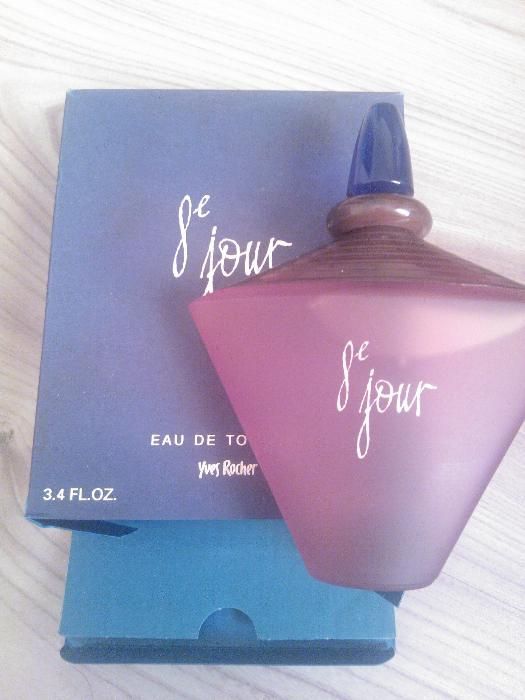 8e
jour
EAU DE TO
Yves Rocher
3.4 FL.OZ.
8e
jour